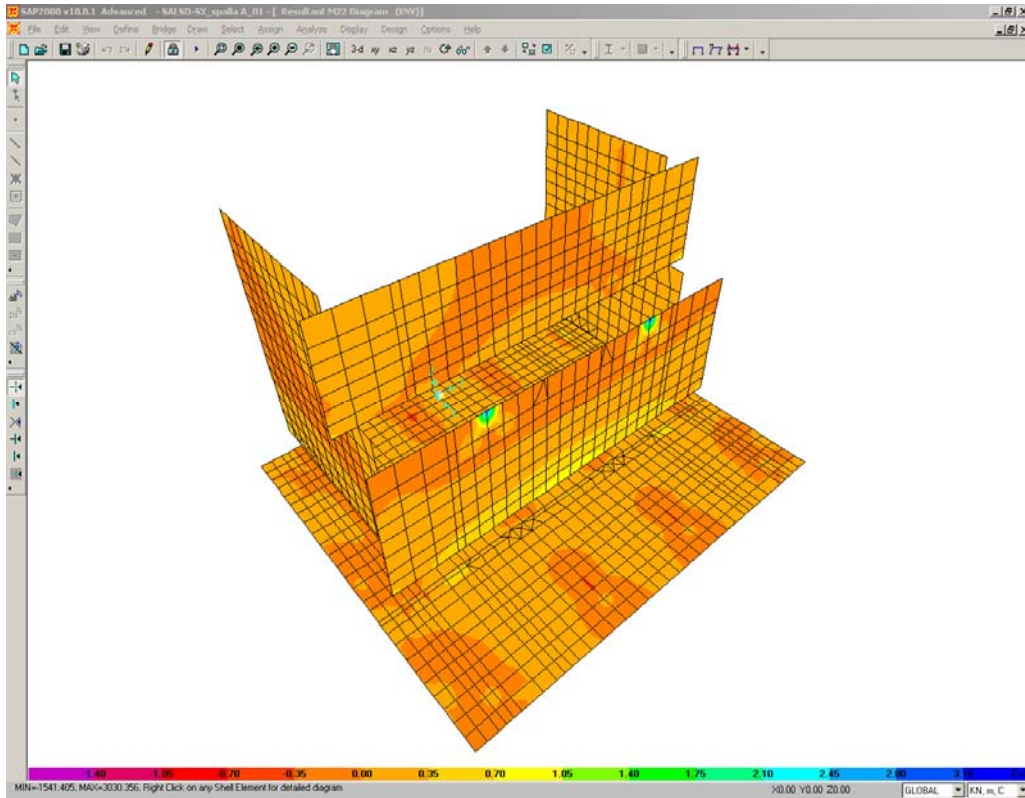 SAP2000 v10.0.1 Advanced - SALSO-SX_spalla A_01 - [ Resultant M22 Diagram (ENV)]
File Edit View Define Bridge Draw Select Assign Analyze Display Design Options Help
3-d xy xz yz nv
-1.40 1.05 -0.70 -0.35 0.00 0.35 0.70 1.05 1.40 1.75 2.10 2.45 2.80
MIN=-1541.405, MAX=3030.356, Right Click on any Shell Element for detailed diagram X0.00 Y0.00 Z0.00 GLOBAL KN, m, C